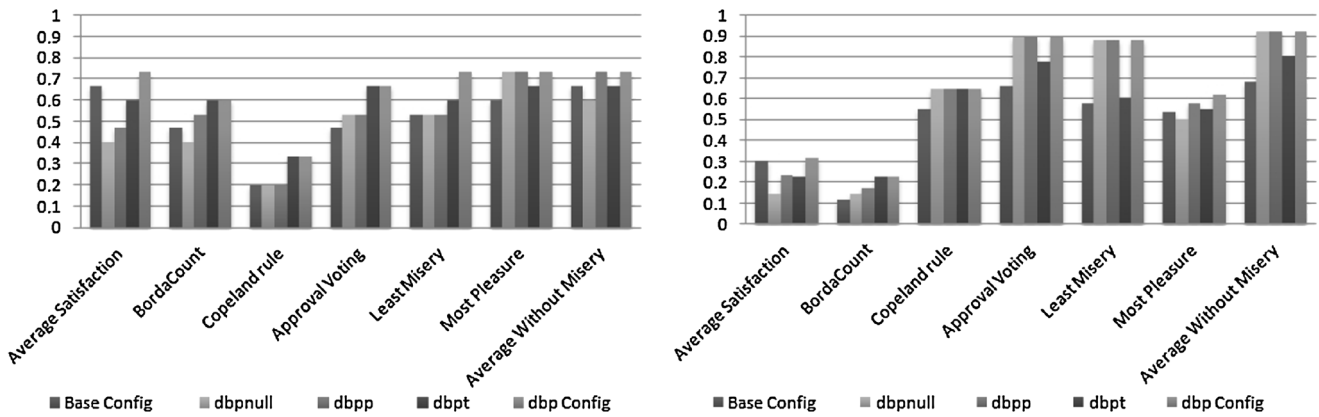 1
0.9
0.8
0.7
0.6
0.5
0.4
0.3
0.2
0.1
0
Average Satisfaction
BordaCount
Copeland rule
Approval Voting
Least Misery
Most Pleasure
Average Without Misery
Base Config dbpnull dbpp dbpt dbp Config
1
0.9
0.8
0.7
0.6
0.5
0.4
0.3
0.2
0.1
0
Average Satisfaction
BordaCount
Copeland rule
Approval Voting
Least Misery
Most Pleasure
Average Without Misery
Base Config dbpnull dbpp dbpt dbp Config